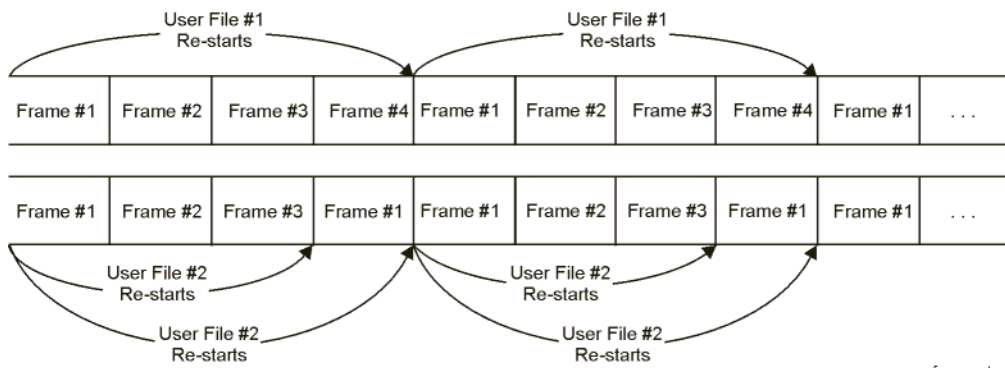 User File #1
Re-starts
User File #1
Re-starts
Frame #1 Frame #2 Frame #3 Frame #4 Frame #1 Frame #2 Frame #3 Frame #4 Frame #1 . . .
Frame #1 Frame #2 Frame #3 Frame #1 Frame #1 Frame #2 Frame #3 Frame #1 Frame #1 . . .
User File #2
Re-starts
User File #2
Re-starts
User File #2
Re-starts
User File #2
Re-starts